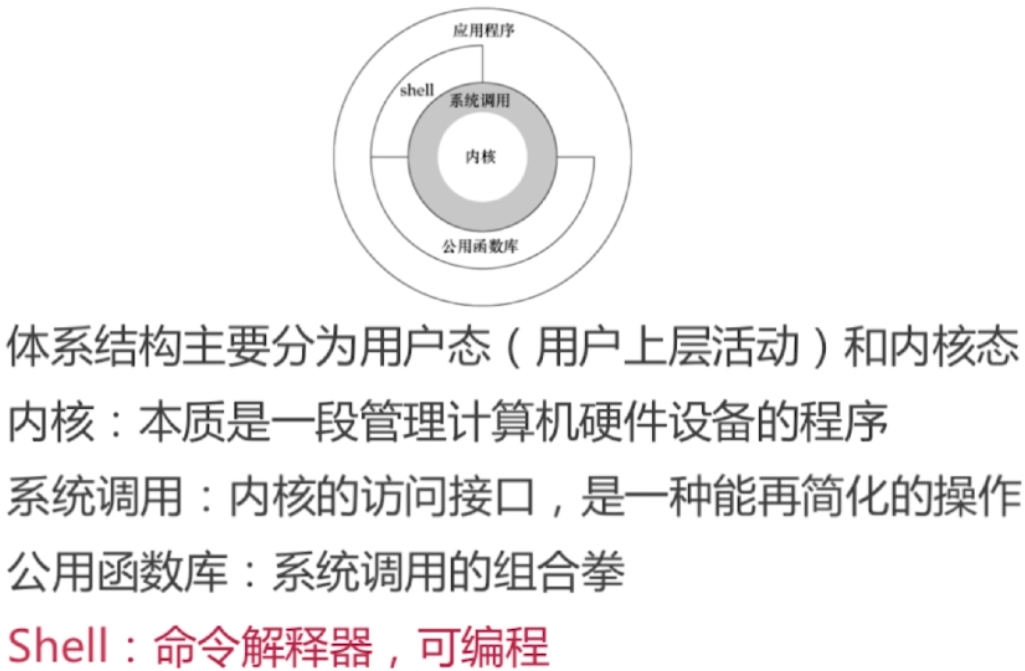 应用程序
shell
系统调用
内核
公用函数库
体系结构主要分为用户态（用户上层活动）和内核态
内核：本质是一段管理计算机硬件设备的程序
系统调用：内核的访问接口，是一种能再简化的操作
公用函数库：系统调用的组合拳
Shell：命令解释器，可编程